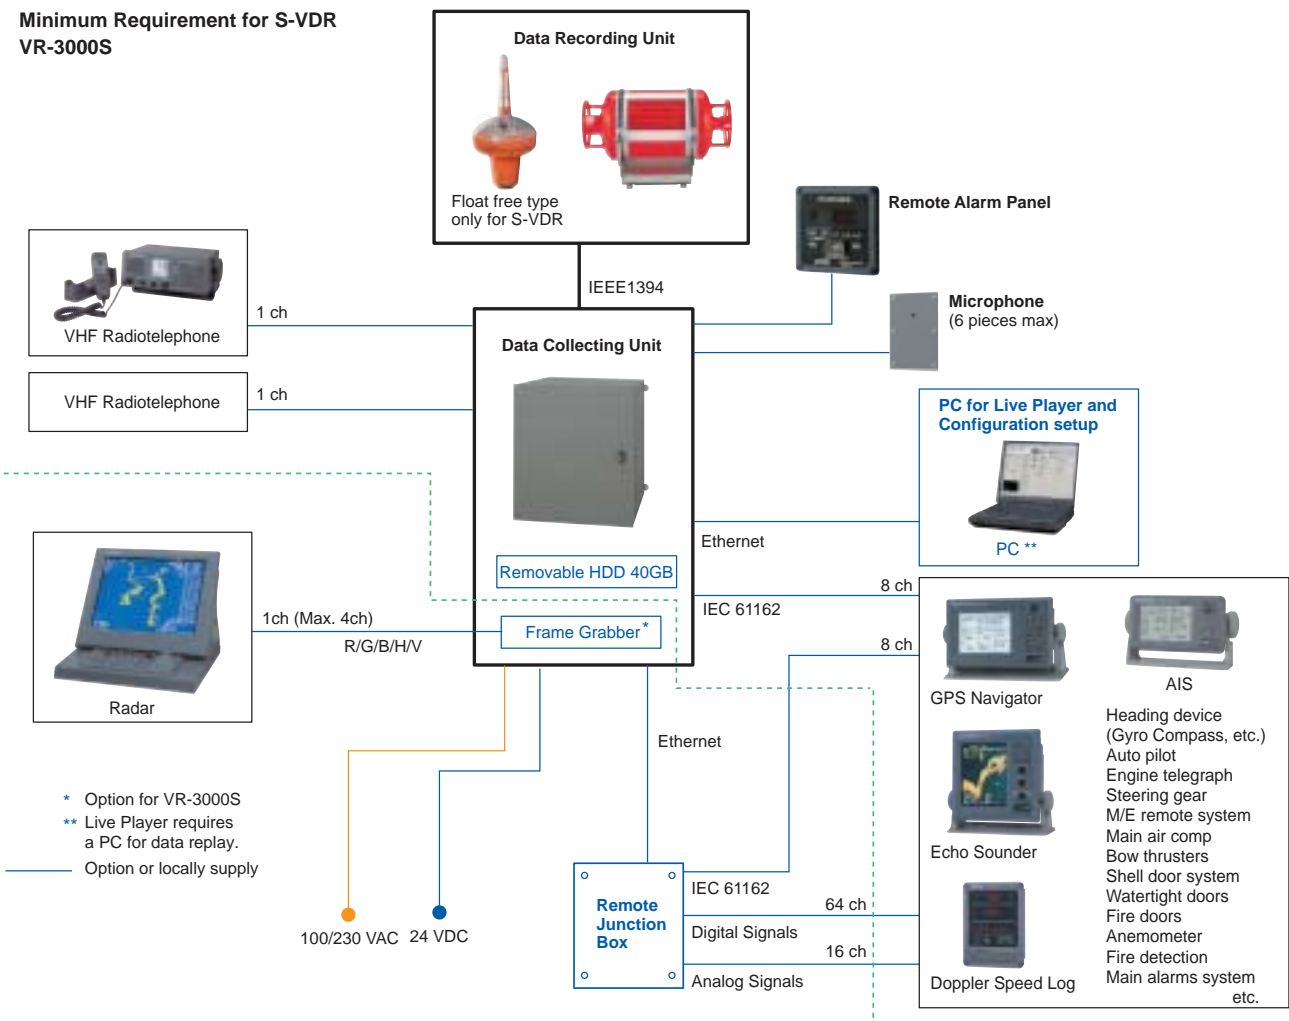 Minimum Requirement for S-VDR
VR-3000S
Data Recording Unit
Float free type
only for S-VDR
Remote Alarm Panel
IEEE1394
Microphone
(6 pieces max)
VHF Radiotelephone
1 ch
Data Collecting Unit
VHF Radiotelephone
1 ch
PC for Live Player and
Configuration setup
PC **
Ethernet
Removable HDD 40GB
IEC 61162
8 ch
Frame Grabber*
1ch (Max. 4ch)
R/G/B/H/V
Radar
8 ch
GPS Navigator
AIS
Heading device
(Gyro Compass, etc.)
Auto pilot
Engine telegraph
Steering gear
M/E remote system
Main air comp
Bow thrusters
Shell door system
Watertight doors
Fire doors
Anemometer
Fire detection
Main alarms system
etc.
Echo Sounder
Doppler Speed Log
Ethernet
* Option for VR-3000S
** Live Player requires
a PC for data replay.
Option or locally supply
100/230 VAC
24 VDC
Remote
Junction
Box
IEC 61162
64 ch
Digital Signals
16 ch
Analog Signals